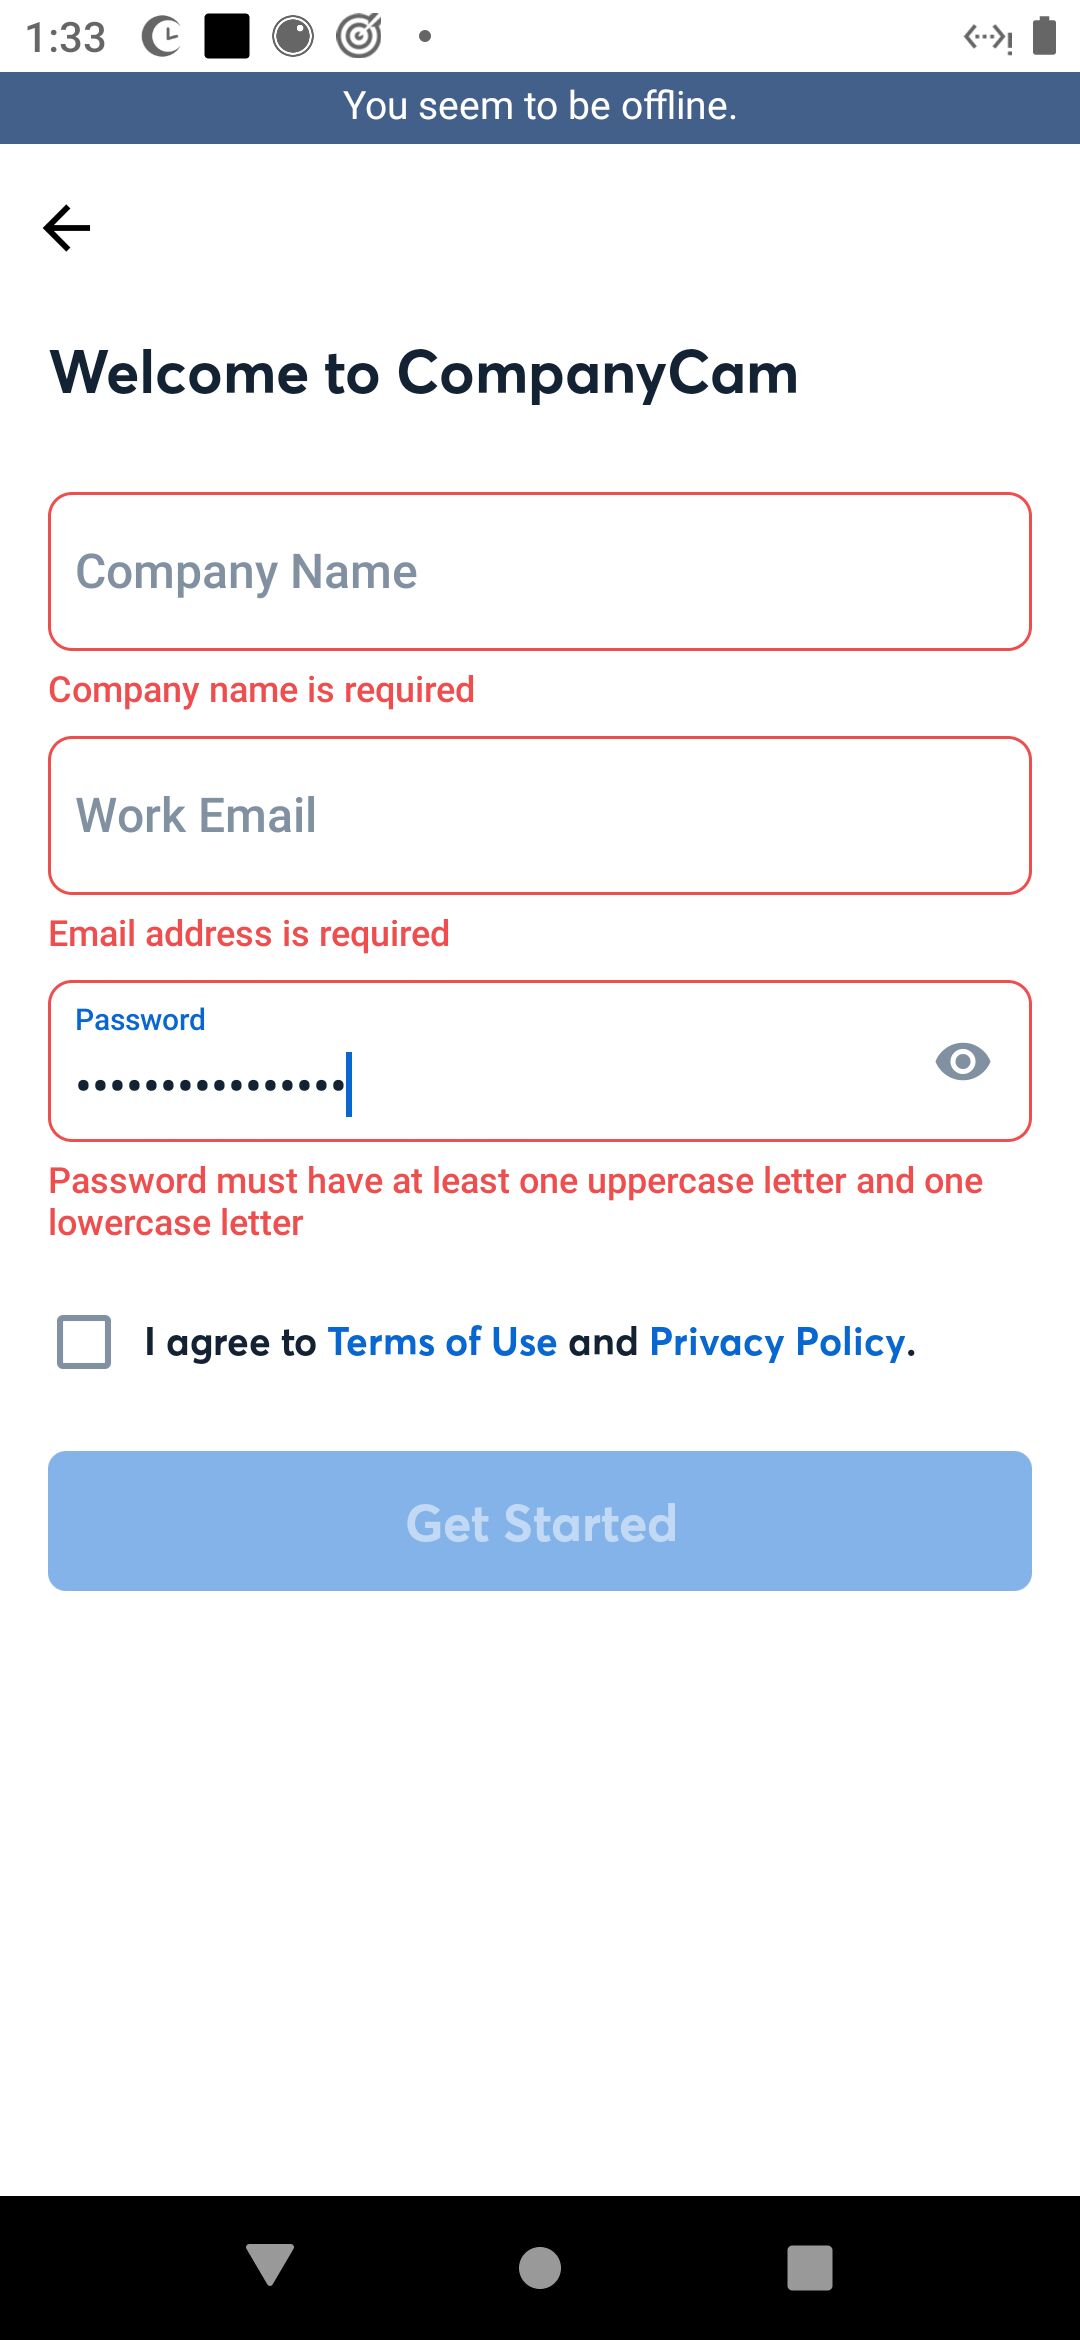 1:33
You seem to be offline.
Welcome to CompanyCam
Company Name
Company name is required
Work Email
Email address is required
Password
••••••••••••••••
Password must have at least one uppercase letter and one
lowercase letter
I agree to Terms of Use and Privacy Policy.
Get Started